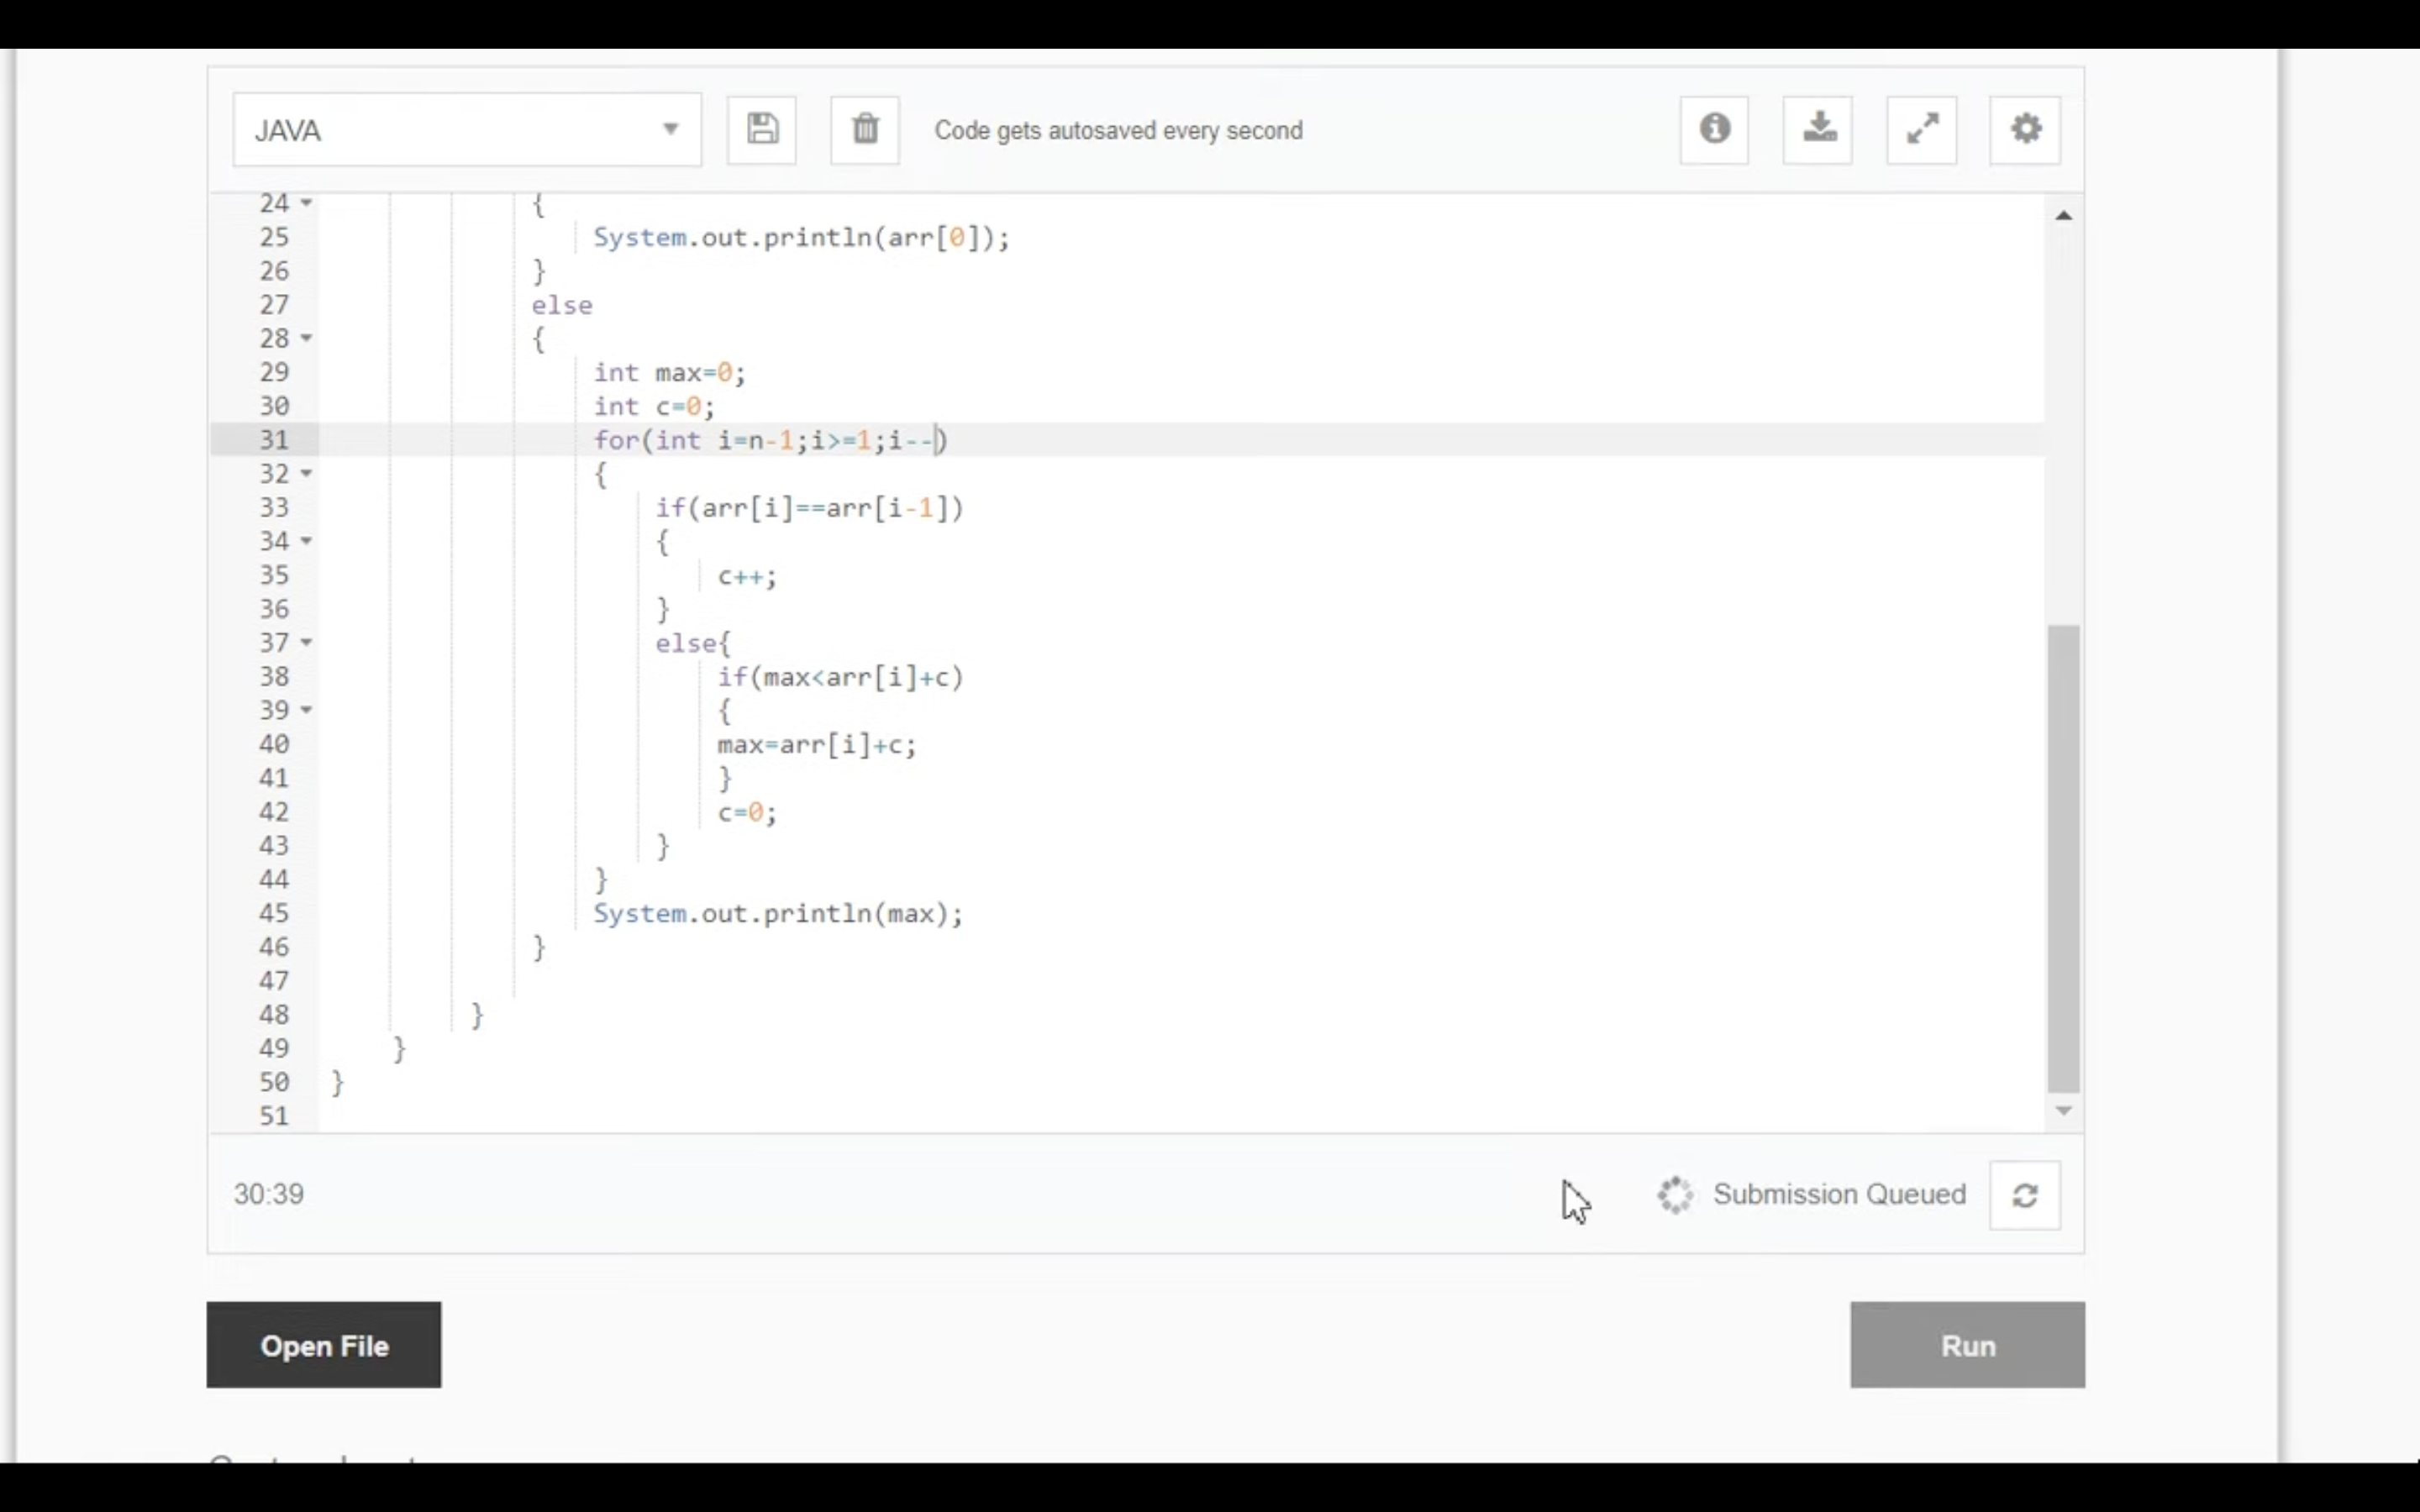 JAVA
Code gets autosaved every second
24 {
25 System.out.println(arr[0]);
26 }
27 else
28 {
29 int max=0;
30 int c=0;
31 for(int i=n-1;i>=1;i--)
32 {
33 if(arr[i]==arr[i-1])
34 {
35 c++;
36 }
37 else{
38 if(max<arr[i]+c)
39 {
40 max=arr[i]+c;
41 }
42 c=0;
43 }
44 }
45 System.out.println(max);
46 }
47
48 }
49 }
50 }
51
30:39
Submission Queued
Open File
Run